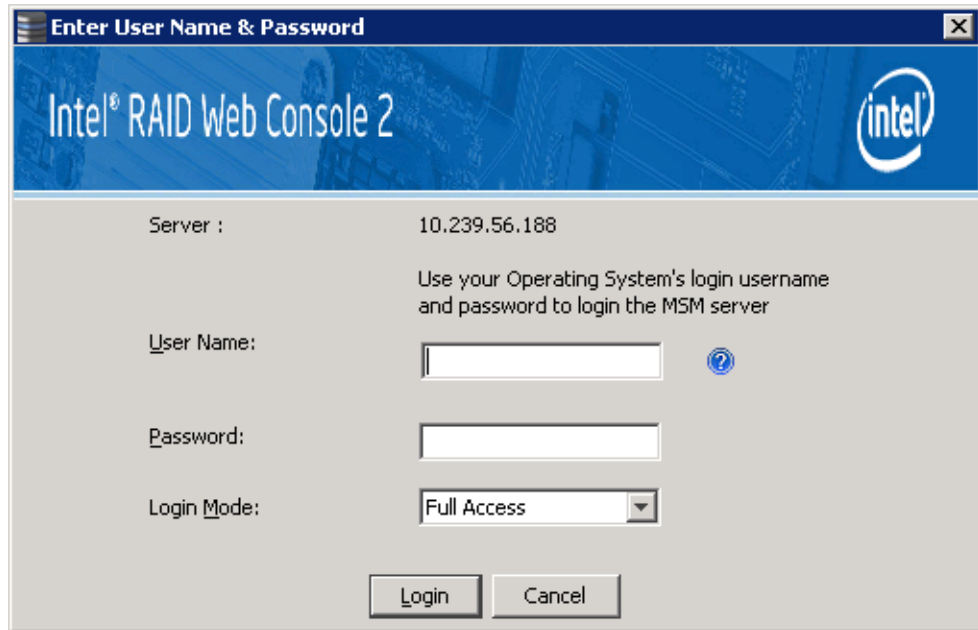 Enter User Name & Password
Intel® RAID Web Console 2
intel
Server : 10.239.56.188
Use your Operating System's login username
and password to login the MSM server
User Name:
?
Password:
Login Mode: Full Access
Login Cancel